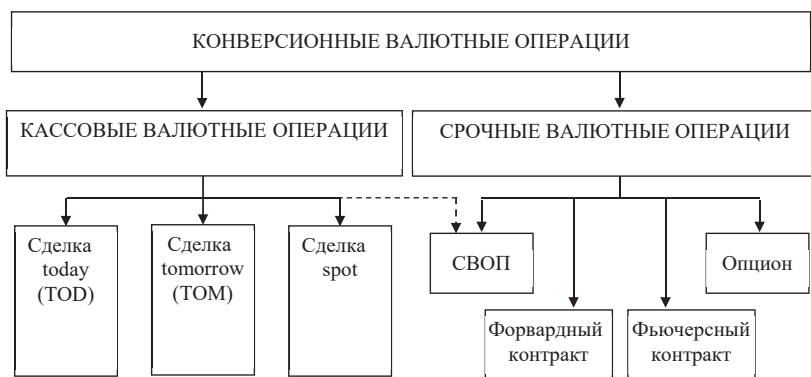 КОНВЕРСИОННЫЕ ВАЛЮТНЫЕ ОПЕРАЦИИ
КАССОВЫЕ ВАЛЮТНЫЕ ОПЕРАЦИИ
СРОЧНЫЕ ВАЛЮТНЫЕ ОПЕРАЦИИ
Сделка
today
(TOD)
Сделка
tomorrow
(TOM)
Сделка
spot
СВОП
Опцион
Форвардный
контракт
Фьючерсный
контракт